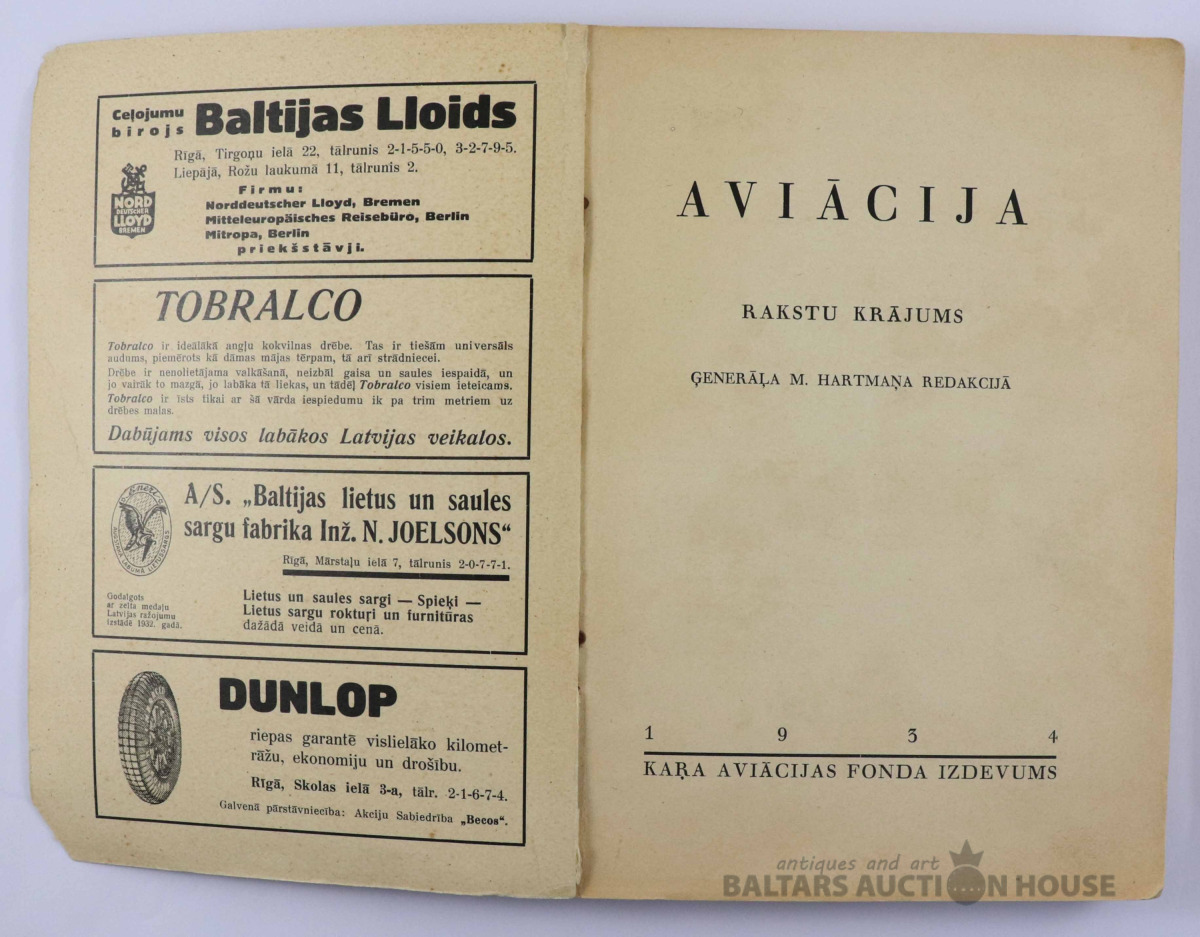 Ceļojumu
birojs
Baltijas Lloids
Rīgā, Tirgoņu ielā 22, tālrunis 2-1-5-5-0, 3-2-7-9-5.
Liepājā, Rožu laukumā 11, tālrunis 2.
Firmu:
Norddeutscher Lloyd, Bremen
Mitteleuropäisches Reisebüro, Berlin
Mitropa, Berlin
priekšstāvji.
NORD
DEUTSCHER
LLOYD
BREMEN
TOBRALCO
Tobralco ir ideālākā angļu kokvilnas drēbe. Tas ir tiešām universāls
audums, piemērots kā dāmas mājas tērpam, tā arī strādniecei.
Drēbe ir nenolietājama valkāšanā, neizbāl gaisa un saules iespaidā, un
jo vairāk to mazgā, jo labāka tā liekas, un tādēļ Tobralco visiem ieteicams.
Tobralco ir īsts tikai ar šā vārda iespiedumu ik pa trim metriem uz
drēbes malas.
Dabūjams visos labākos Latvijas veikalos.
A/S. „Baltijas lietus un saules
sargu fabrika Inž. N. JOELSONS“
Rīgā, Mārstaļu ielā 7, tālrunis 2-0-7-7-1.
Godalgots
ar zelta medaļu
Latvijas ražojumu
izstādē 1932. gadā.
Lietus un saules sargi — Spieķi —
Lietus sargu rokturi un furnitūras
dažādā veidā un cenā.
DUNLOP
riepas garantē vislielāko kilomet-
rāžu, ekonomiju un drošību.
Rīgā, Skolas ielā 3-a, tālr. 2-1-6-7-4.
Galvenā pārstāvniecība: Akciju Sabiedrība „Becos“.
AVIĀCIJA
RAKSTU KRĀJUMS
ĢENERĀĻA M. HARTMAŅA REDAKCIJĀ
1 9 3 4
KAŖA AVIĀCIJAS FONDA IZDEVUMS
antiques and art
BALTARS AUCTION HOUSE